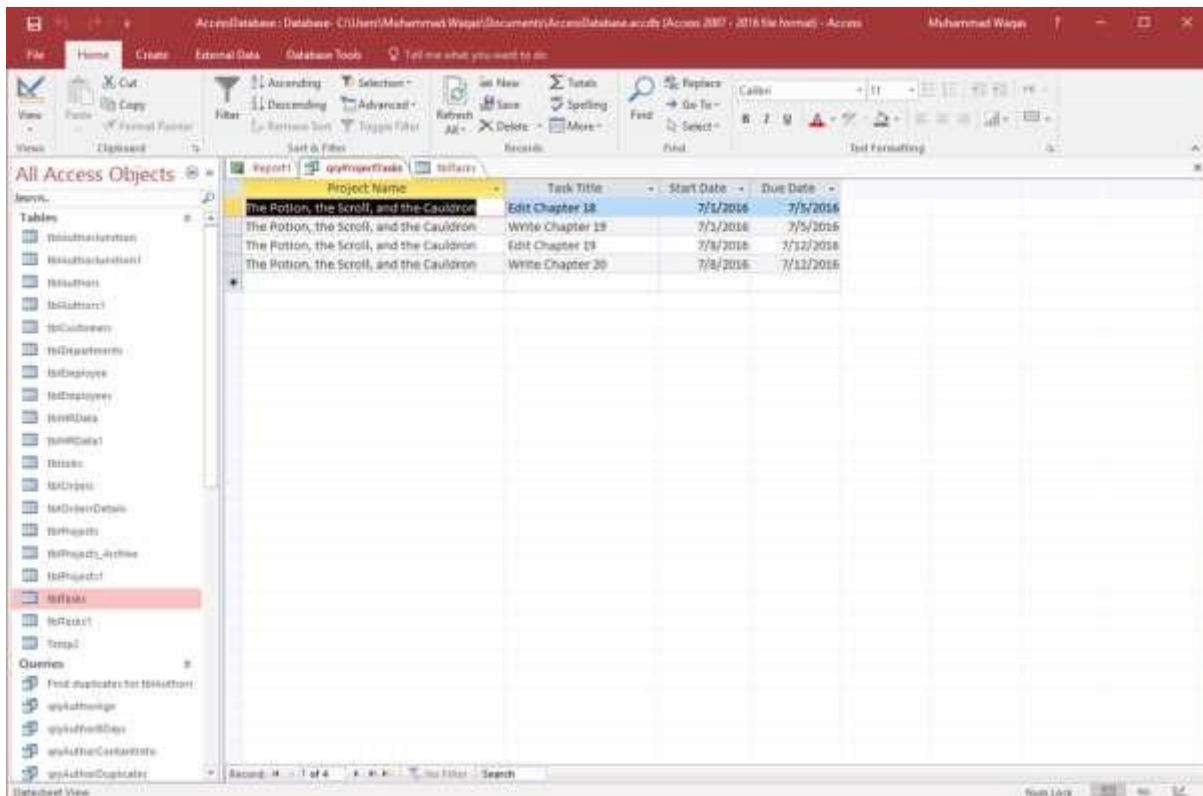 AccessDatabase : Database- C:\Users\Muhammad Waqas\Documents\AccessDatabase.accdb (Access 2007 - 2016 file format) - Access
Muhammad Waqas
?
File
Home
Create
External Data
Database Tools
Tell me what you want to do
View
Paste
Cut
Copy
Format Painter
Filter
Ascending
Descending
Remove Sort
Selection
Advanced
Toggle Filter
Refresh All
New
Save
Delete
Totals
Spelling
More
Find
Replace
Go To
Select
Calibri
11
B I U
A
Views
Clipboard
Sort & Filter
Records
Find
Text Formatting
All Access Objects
Search..
Tables
tblAuthors
tblAuthors1
tblCustomers
tblDepartments
tblEmployee
tblEmployees
tblHRData
tblHRData1
tblOrders
tblOrdersDetails
tblProjects
tblProjects_Archive
tblProjects1
tblTasks
tblTasks1
Temp2
Queries
Find duplicates for tblAuthors
qryAuthorAge
qryAuthorBDays
qryAuthorContactInfo
qryAuthorDuplicates
Report1
qryProjectTasks
tblTasks
Project Name Task Title Start Date Due Date
The Potion, the Scroll, and the Cauldron Edit Chapter 18 7/1/2016 7/5/2016
The Potion, the Scroll, and the Cauldron Write Chapter 19 7/1/2016 7/5/2016
The Potion, the Scroll, and the Cauldron Edit Chapter 19 7/8/2016 7/12/2016
The Potion, the Scroll, and the Cauldron Write Chapter 20 7/8/2016 7/12/2016
Record: 1 of 4 No Filter Search
Datasheet View
Num Lock